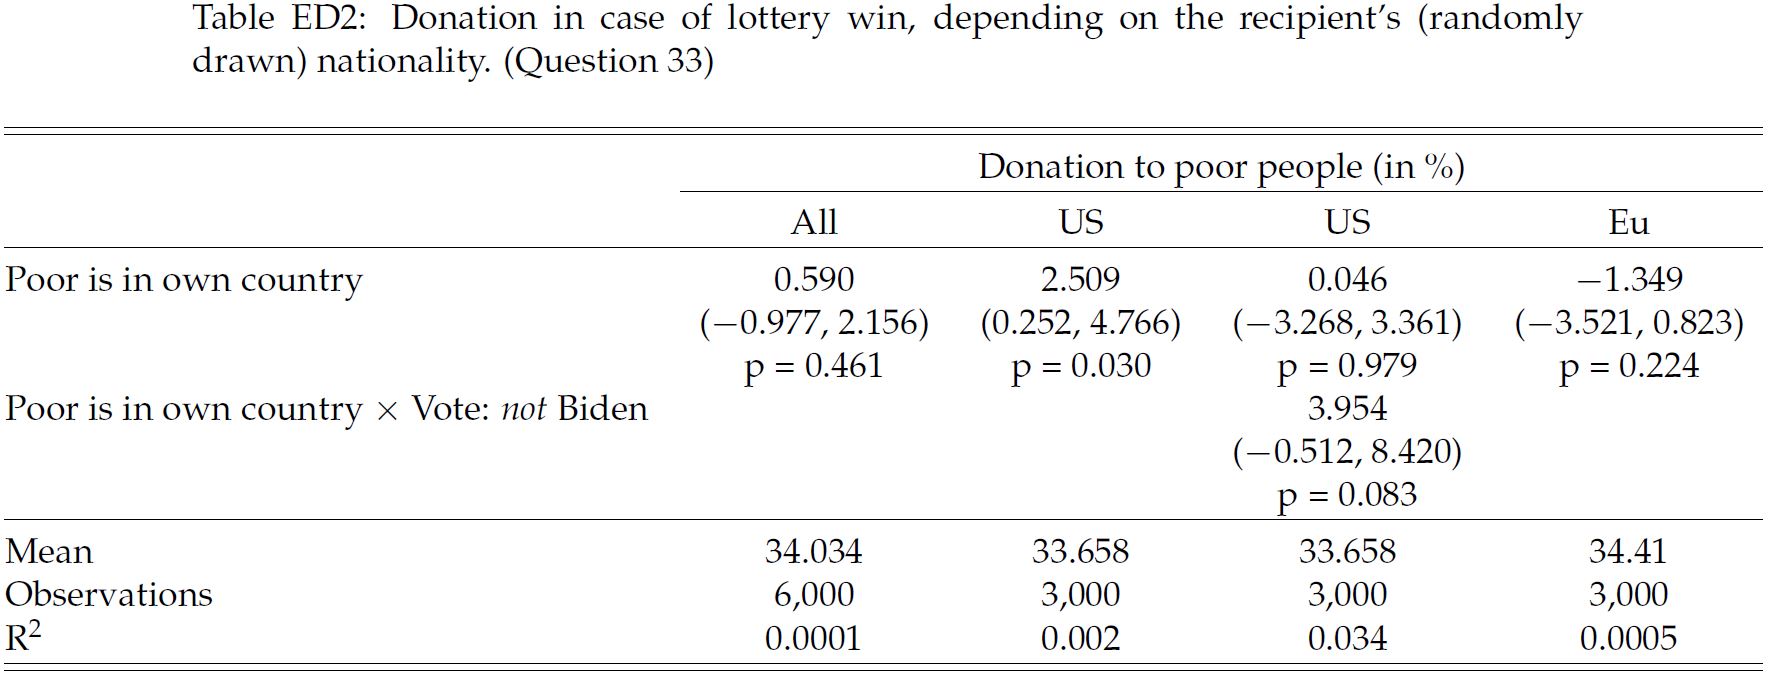 Table ED2: Donation in case of lottery win, depending on the recipient's (randomly
drawn) nationality. (Question 33)
Donation to poor people (in %)
All US US Eu
Poor is in own country 0.590 2.509 0.046 −1.349
(−0.977, 2.156) (0.252, 4.766) (−3.268, 3.361) (−3.521, 0.823)
p = 0.461 p = 0.030 p = 0.979 p = 0.224
Poor is in own country × Vote: not Biden 3.954
(−0.512, 8.420)
p = 0.083
Mean 34.034 33.658 33.658 34.41
Observations 6,000 3,000 3,000 3,000
R² 0.0001 0.002 0.034 0.0005